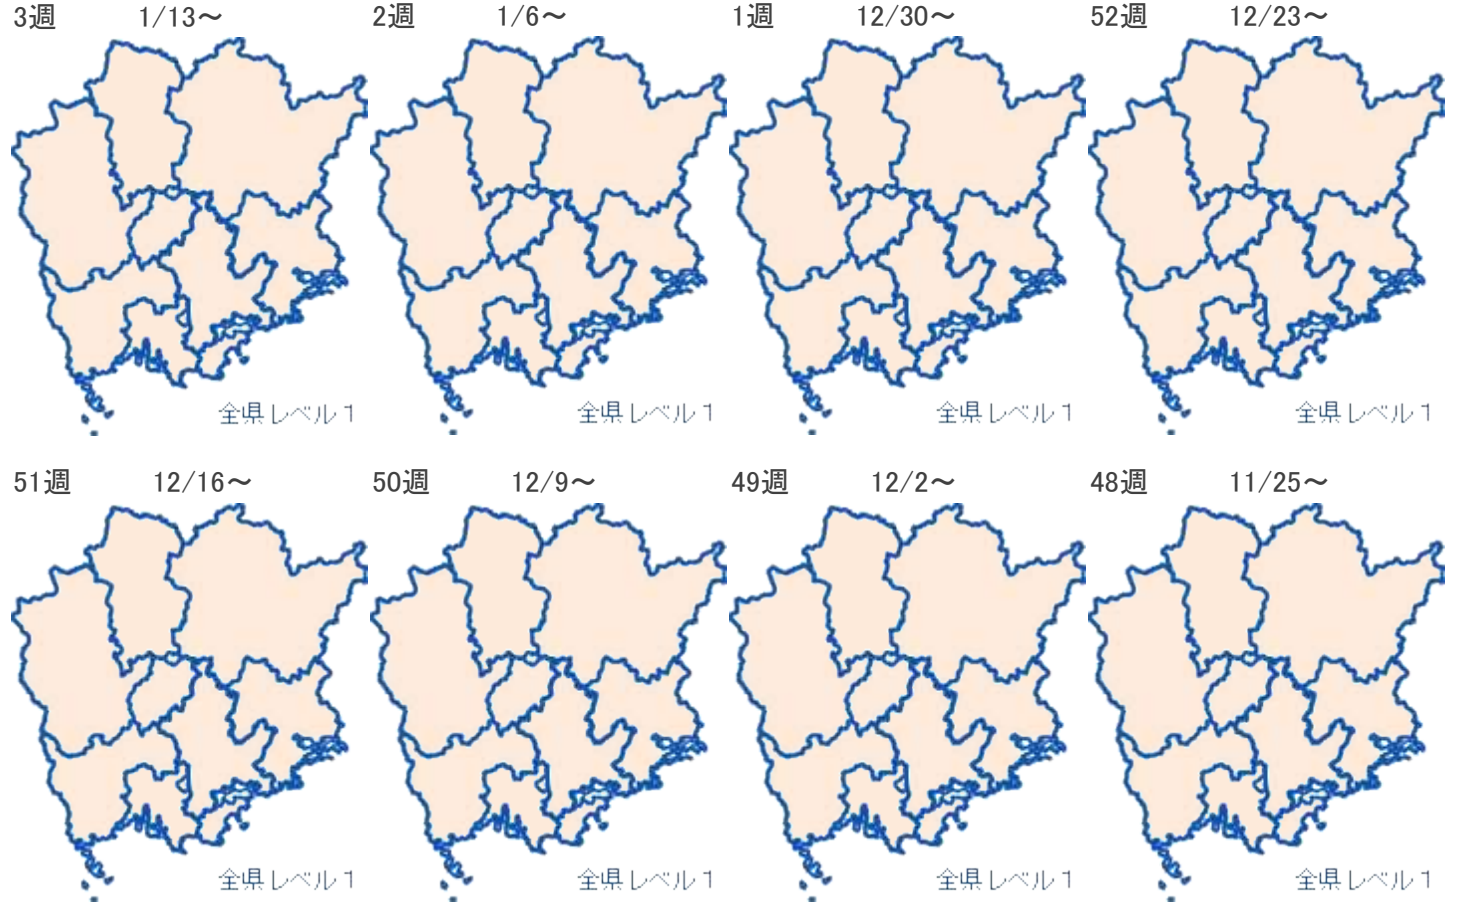 3週 1/13～
2週 1/6～
1週 12/30～
52週 12/23～
全県レベル1
全県レベル1
全県レベル1
全県レベル1
51週 12/16～
50週 12/9～
49週 12/2～
48週 11/25～
全県レベル1
全県レベル1
全県レベル1
全県レベル1